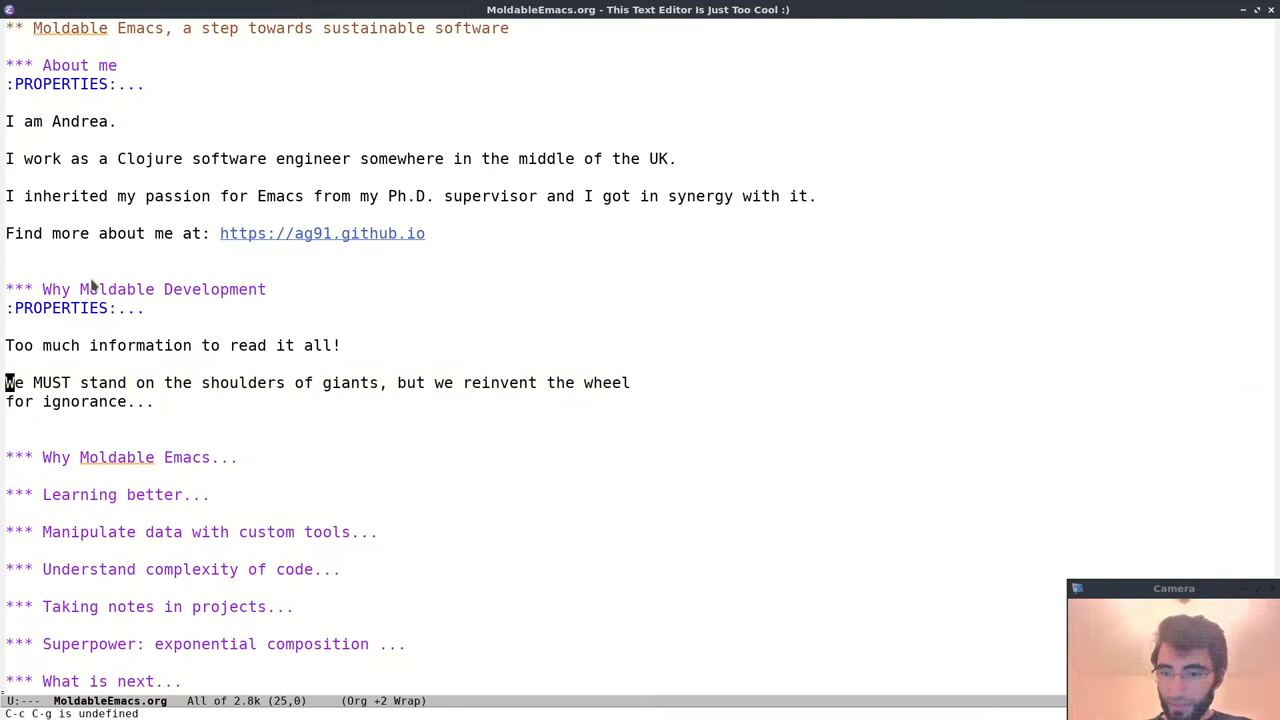 MoldableEmacs.org - This Text Editor Is Just Too Cool :)
** Moldable Emacs, a step towards sustainable software
*** About me
:PROPERTIES:...
I am Andrea.
I work as a Clojure software engineer somewhere in the middle of the UK.
I inherited my passion for Emacs from my Ph.D. supervisor and I got in synergy with it.
Find more about me at: https://ag91.github.io
*** Why Moldable Development
:PROPERTIES:...
Too much information to read it all!
We MUST stand on the shoulders of giants, but we reinvent the wheel
for ignorance...
*** Why Moldable Emacs...
*** Learning better...
*** Manipulate data with custom tools...
*** Understand complexity of code...
*** Taking notes in projects...
*** Superpower: exponential composition ...
*** What is next...
Camera
U:---  MoldableEmacs.org   All of 2.8k (25,0)   (Org +2 Wrap)
C-c C-g is undefined